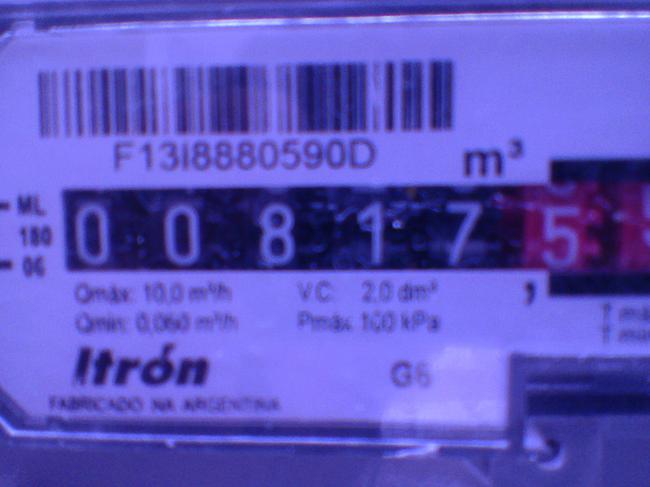 F13I8880590D
m³
ML
180
06
0 0 8 1 7 5
,
Qmáx: 10,0 m³/h V.C: 2,0 dm³
Qmin: 0,060 m³/h Pmáx: 100 kPa
Itrón
G6
FABRICADO NA ARGENTINA